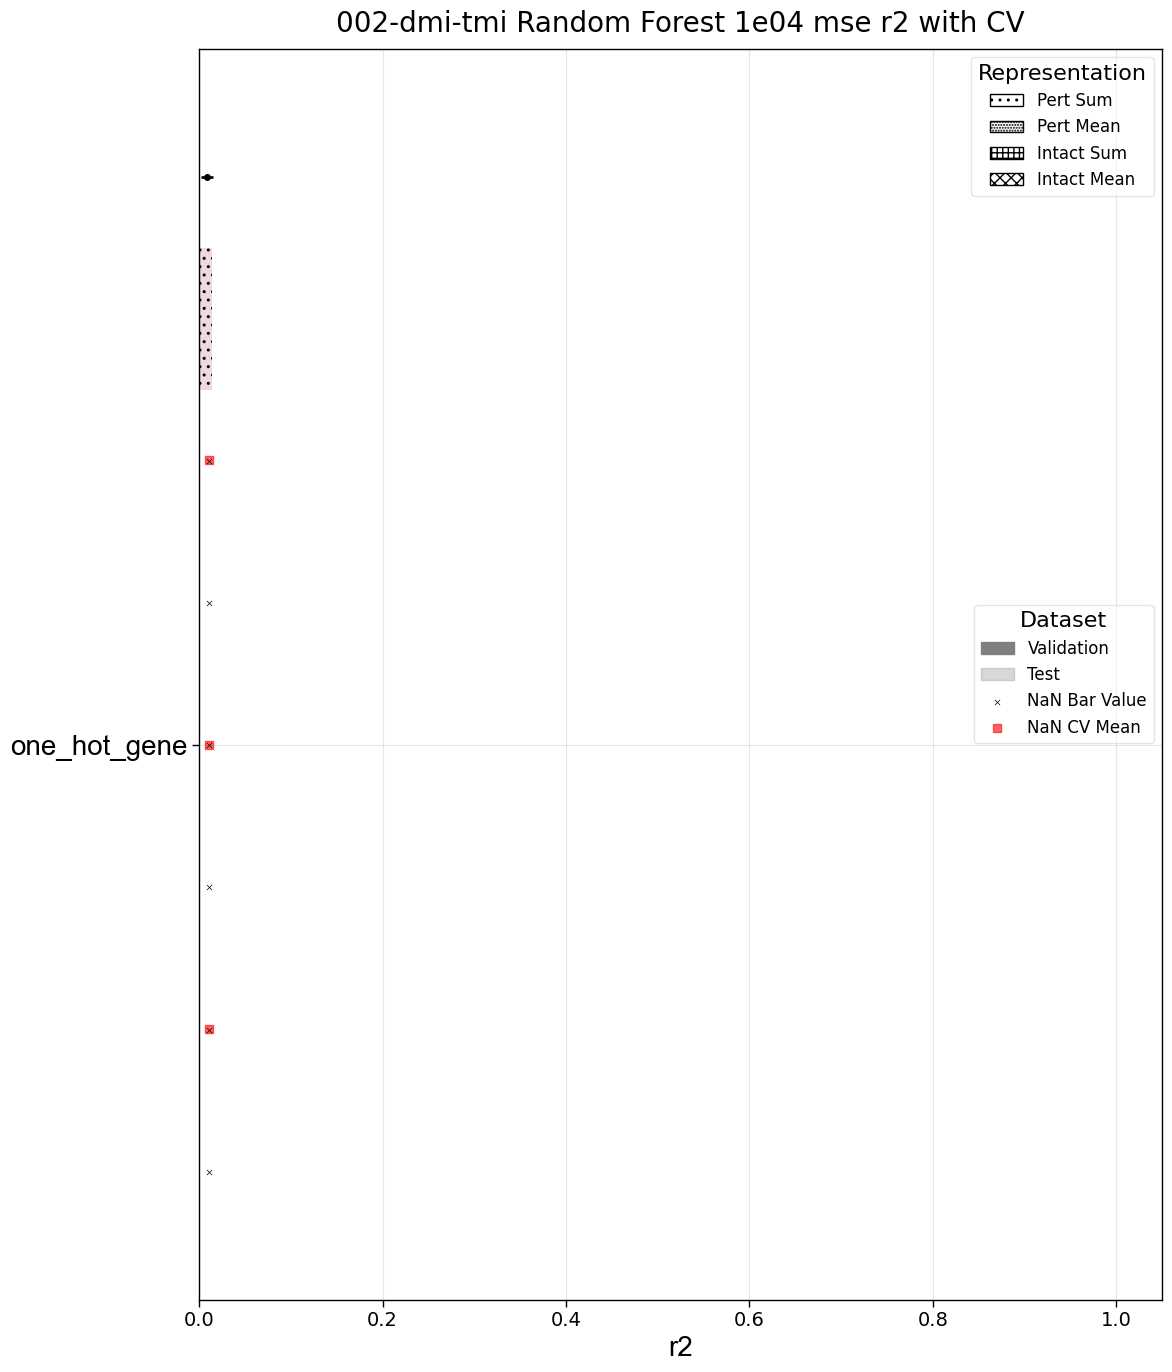 002-dmi-tmi Random Forest 1e04 mse r2 with CV
Representation
Pert Sum
Pert Mean
Intact Sum
Intact Mean
Dataset
Validation
Test
NaN Bar Value
NaN CV Mean
one_hot_gene
0.0
0.2
0.4
0.6
0.8
1.0
r2